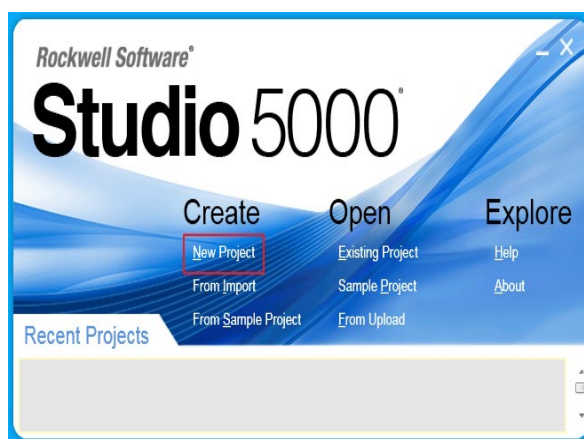 Rockwell Software®
Studio 5000®
Create
New Project
From Import
From Sample Project
Open
Existing Project
Sample Project
From Upload
Explore
Help
About
Recent Projects